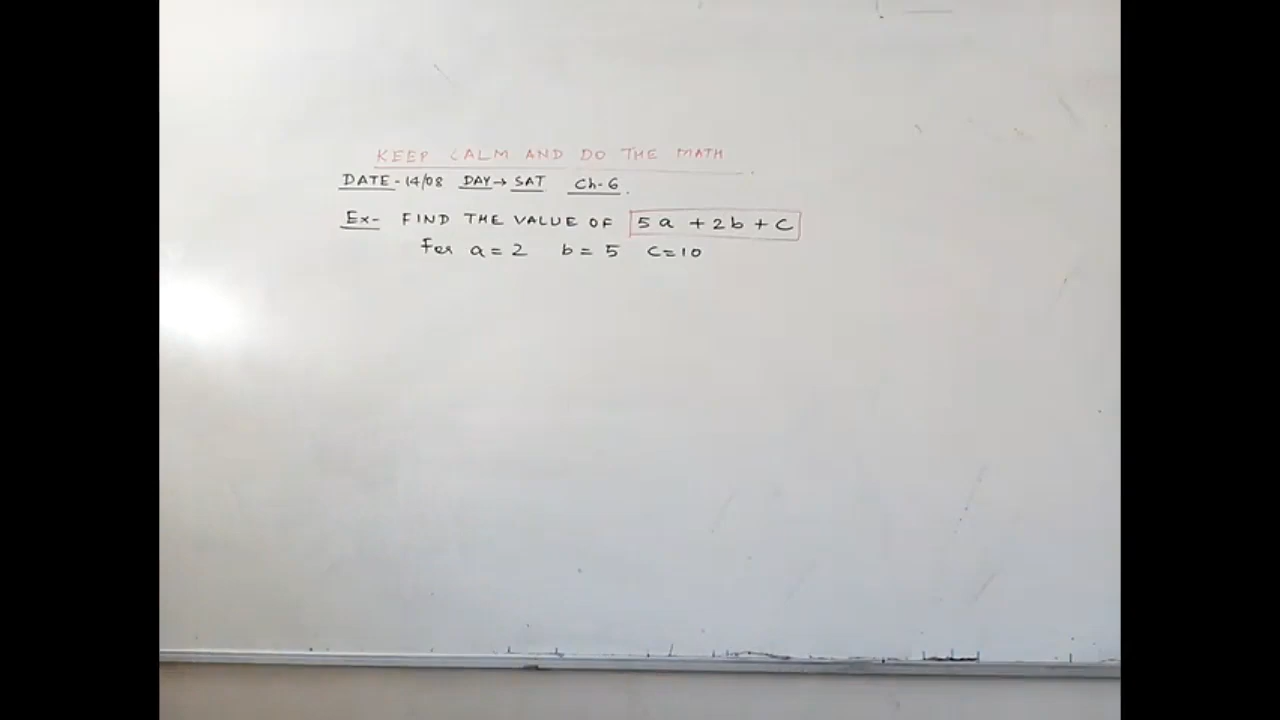 KEEP CALM AND DO THE MATH
DATE - 14/08 DAY → SAT Ch- 6.
Ex- FIND THE VALUE OF 5a + 2b + c
for a = 2 b = 5 c = 10